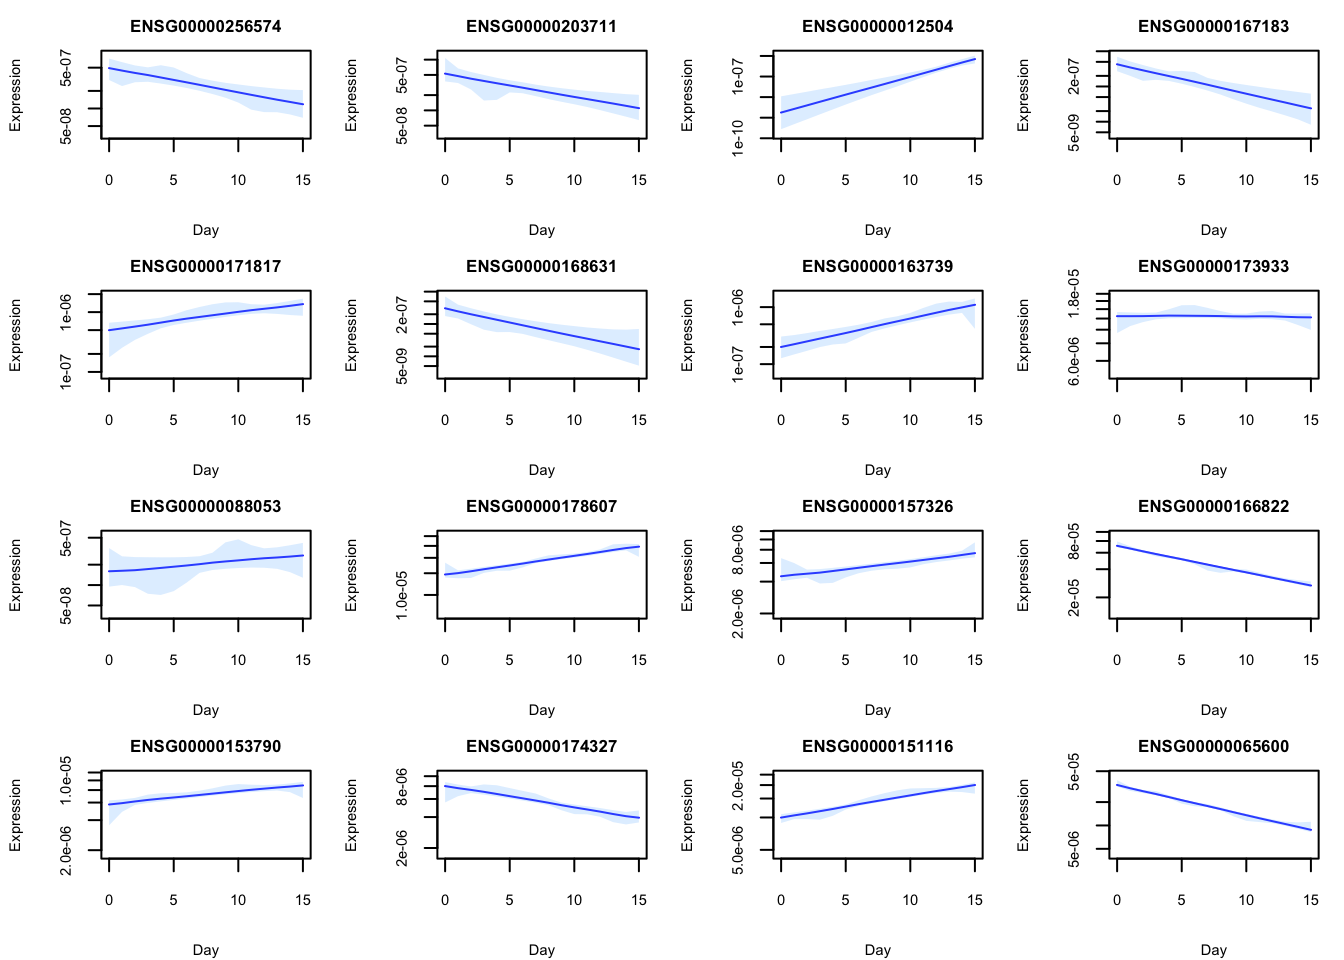 ENSG00000256574 ENSG00000203711 ENSG00000012504 ENSG00000167183
Expression 5e-08 5e-07 Expression 5e-08 5e-07 Expression 1e-10 1e-07 Expression 5e-09 2e-07
0 5 10 15 0 5 10 15 0 5 10 15 0 5 10 15
Day Day Day Day
ENSG00000171817 ENSG00000168631 ENSG00000163739 ENSG00000173933
Expression 1e-07 1e-06 Expression 5e-09 2e-07 Expression 1e-07 1e-06 Expression 6.0e-06 1.8e-05
0 5 10 15 0 5 10 15 0 5 10 15 0 5 10 15
Day Day Day Day
ENSG00000088053 ENSG00000178607 ENSG00000157326 ENSG00000166822
Expression 5e-08 5e-07 Expression 1.0e-05 Expression 2.0e-06 8.0e-06 Expression 2e-05 8e-05
0 5 10 15 0 5 10 15 0 5 10 15 0 5 10 15
Day Day Day Day
ENSG00000153790 ENSG00000174327 ENSG00000151116 ENSG00000065600
Expression 2.0e-06 1.0e-05 Expression 2e-06 8e-06 Expression 5.0e-06 2.0e-05 Expression 5e-06 5e-05
0 5 10 15 0 5 10 15 0 5 10 15 0 5 10 15
Day Day Day Day